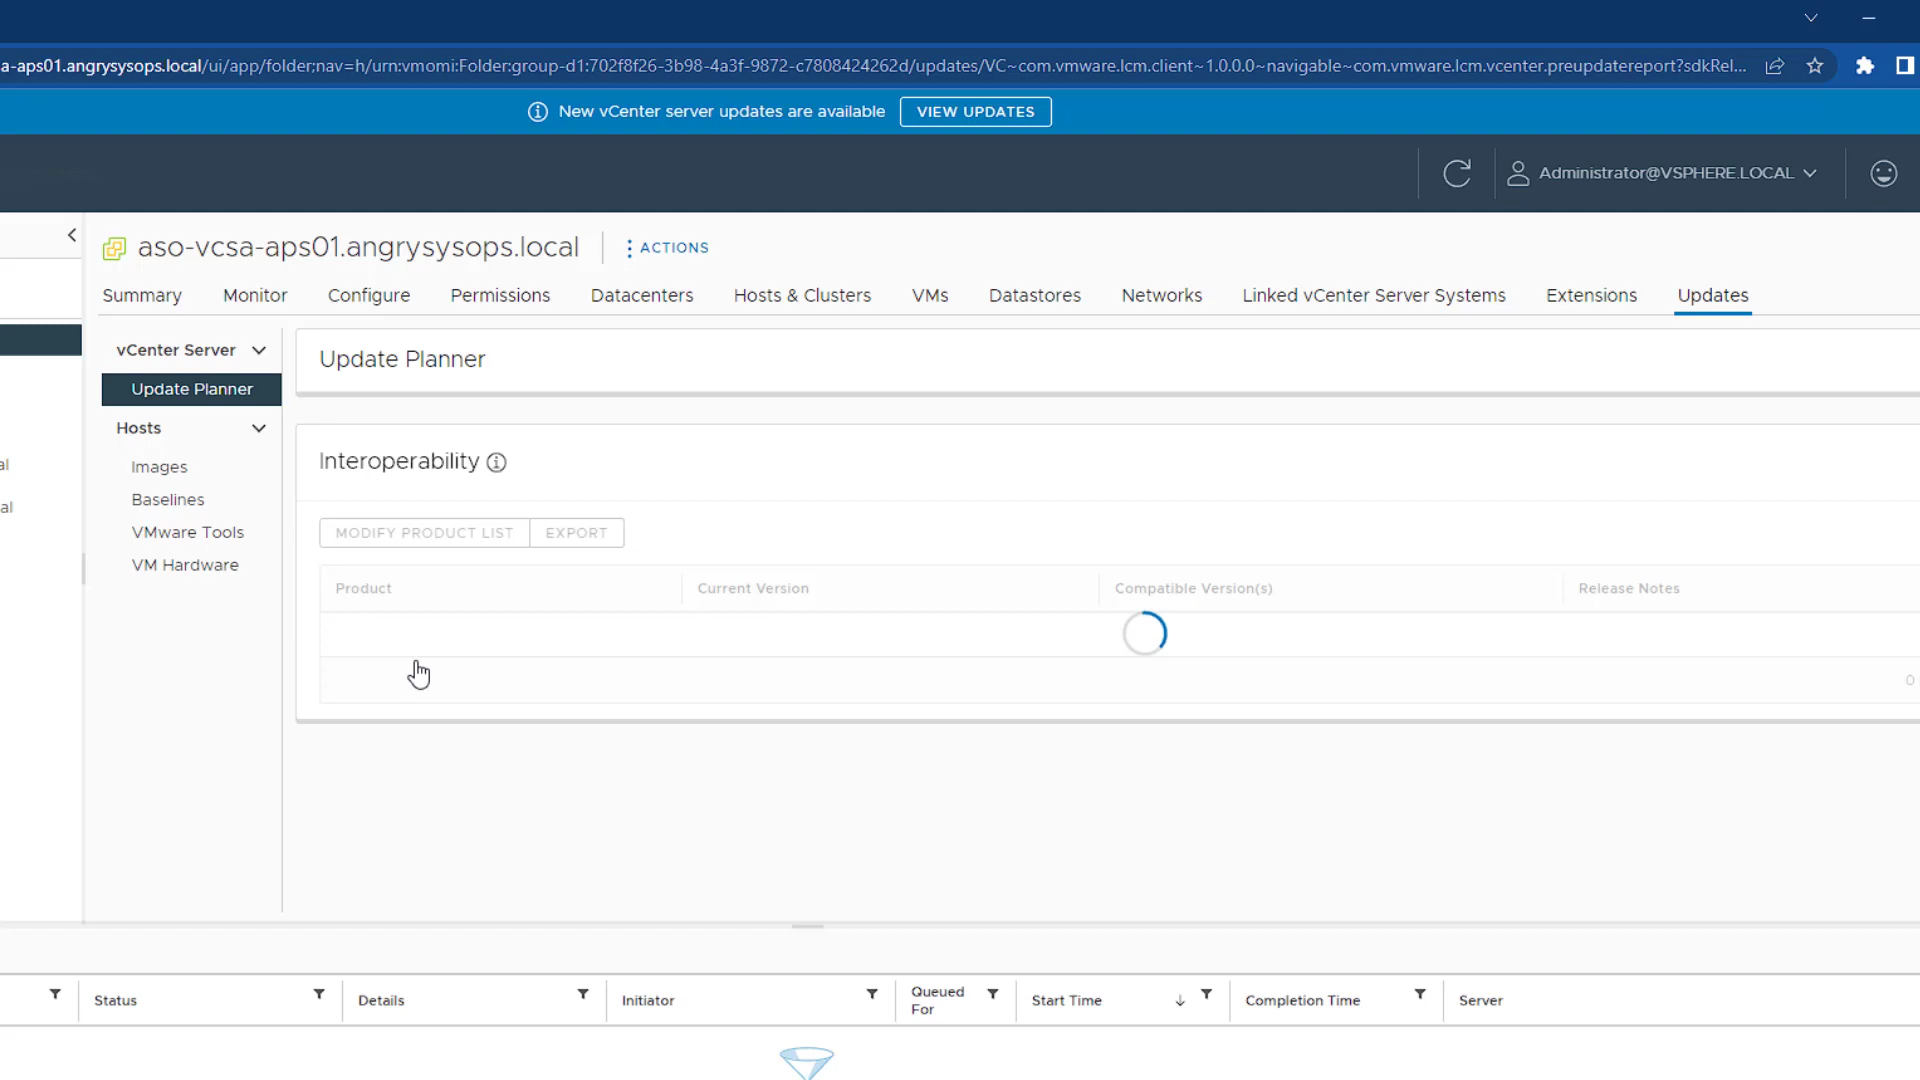 a-aps01.angrysysops.local/ui/app/folder;nav=h/urn:vmomi:Folder:group-d1:702f8f26-3b98-4a3f-9872-c7808424262d/updates/VC~com.vmware.lcm.client~1.0.0.0~navigable~com.vmware.lcm.vcenter.preupdatereport?sdkRel...
New vCenter server updates are available VIEW UPDATES
Administrator@VSPHERE.LOCAL
aso-vcsa-aps01.angrysysops.local ACTIONS
Summary Monitor Configure Permissions Datacenters Hosts & Clusters VMs Datastores Networks Linked vCenter Server Systems Extensions Updates
vCenter Server
Update Planner
Hosts
Images
Baselines
VMware Tools
VM Hardware
al
al
Update Planner
Interoperability
MODIFY PRODUCT LIST EXPORT
Product Current Version Compatible Version(s) Release Notes
0
Status Details Initiator Queued For Start Time Completion Time Server